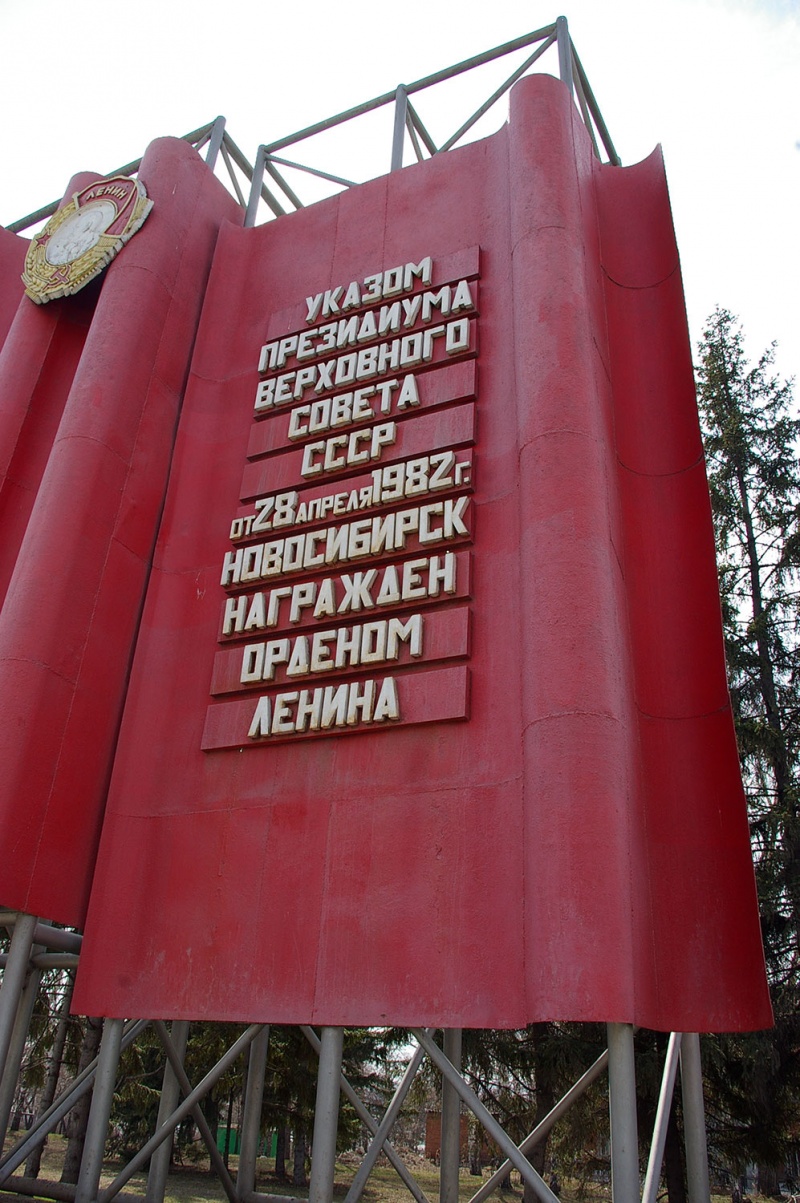 ЛЕНИН
УКАЗОМ
ПРЕЗИДИУМА
ВЕРХОВНОГО
СОВЕТА
СССР
ОТ 28 АПРЕЛЯ 1982 г.
НОВОСИБИРСК
НАГРАЖДЕН
ОРДЕНОМ
ЛЕНИНА